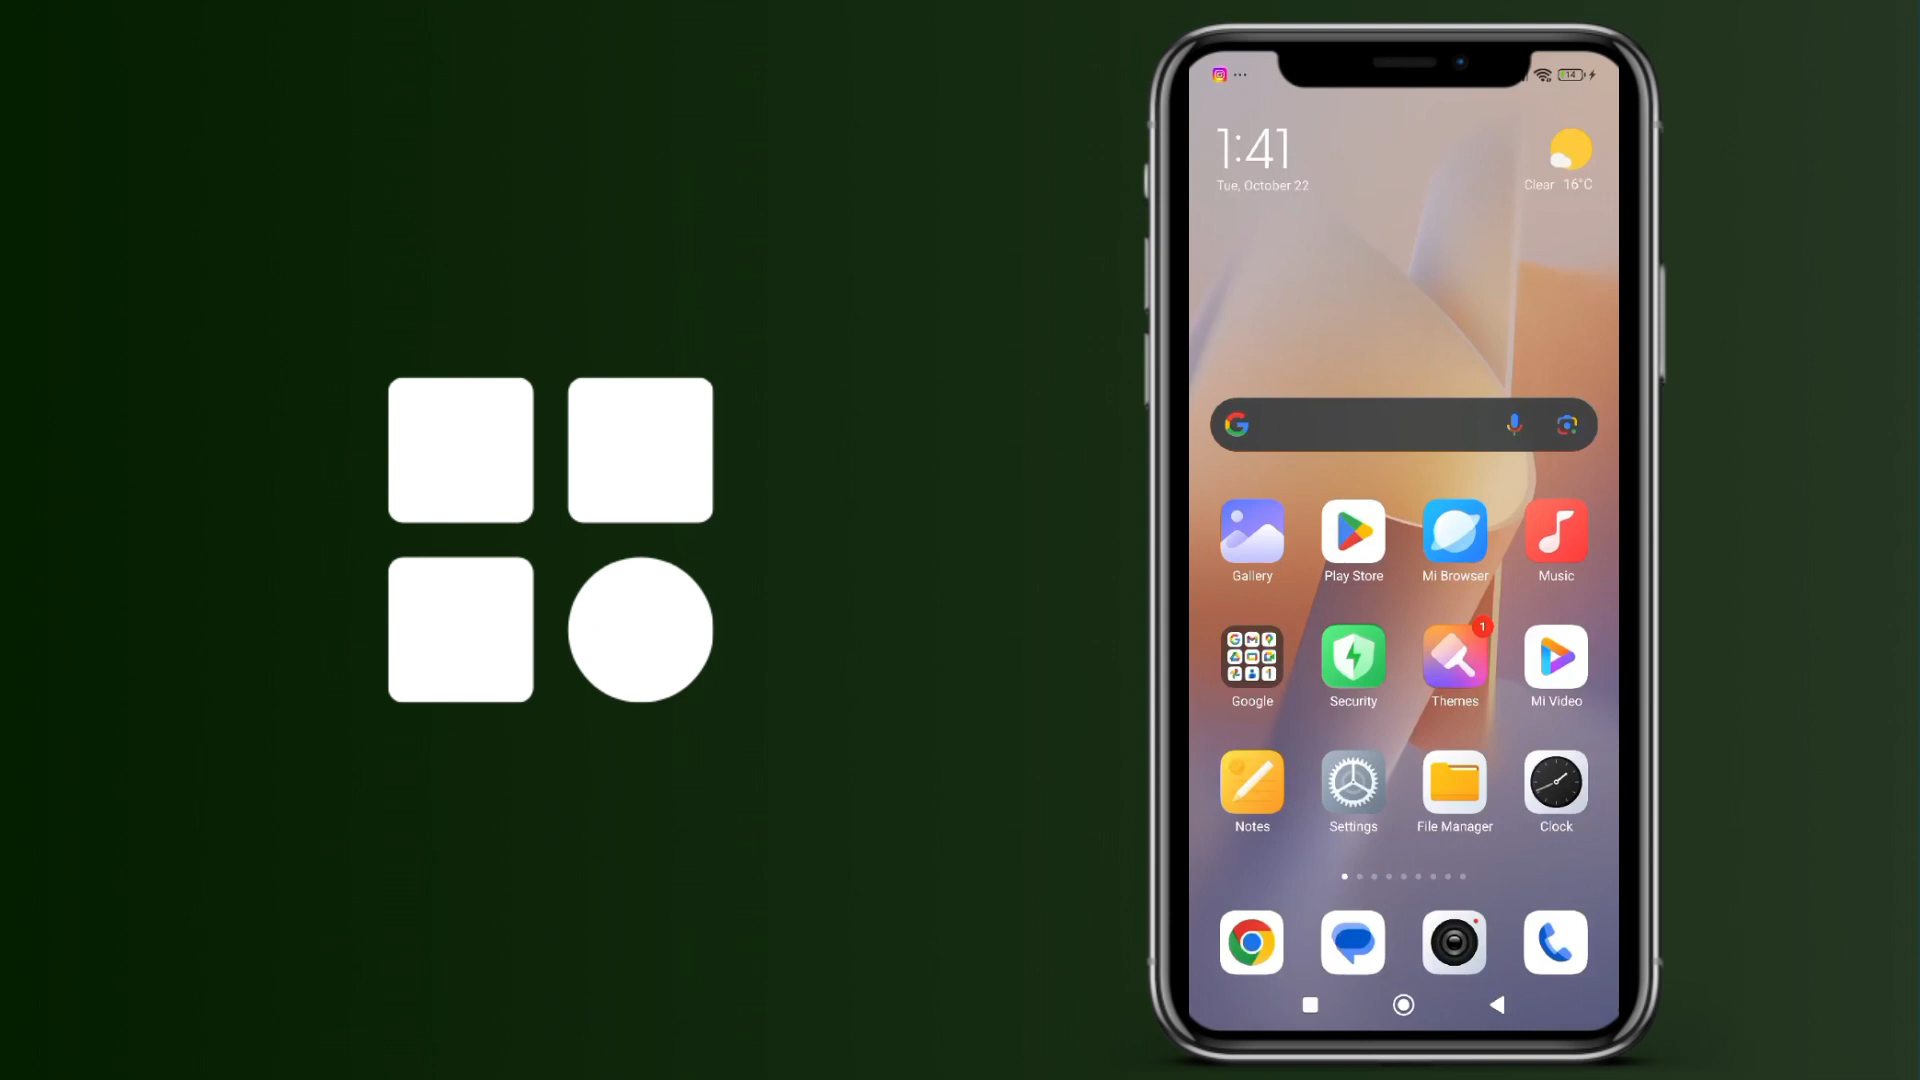 14
1:41
Tue, October 22
Clear 16°C
Gallery
Play Store
Mi Browser
Music
1
Google
Security
Themes
Mi Video
Notes
Settings
File Manager
Clock